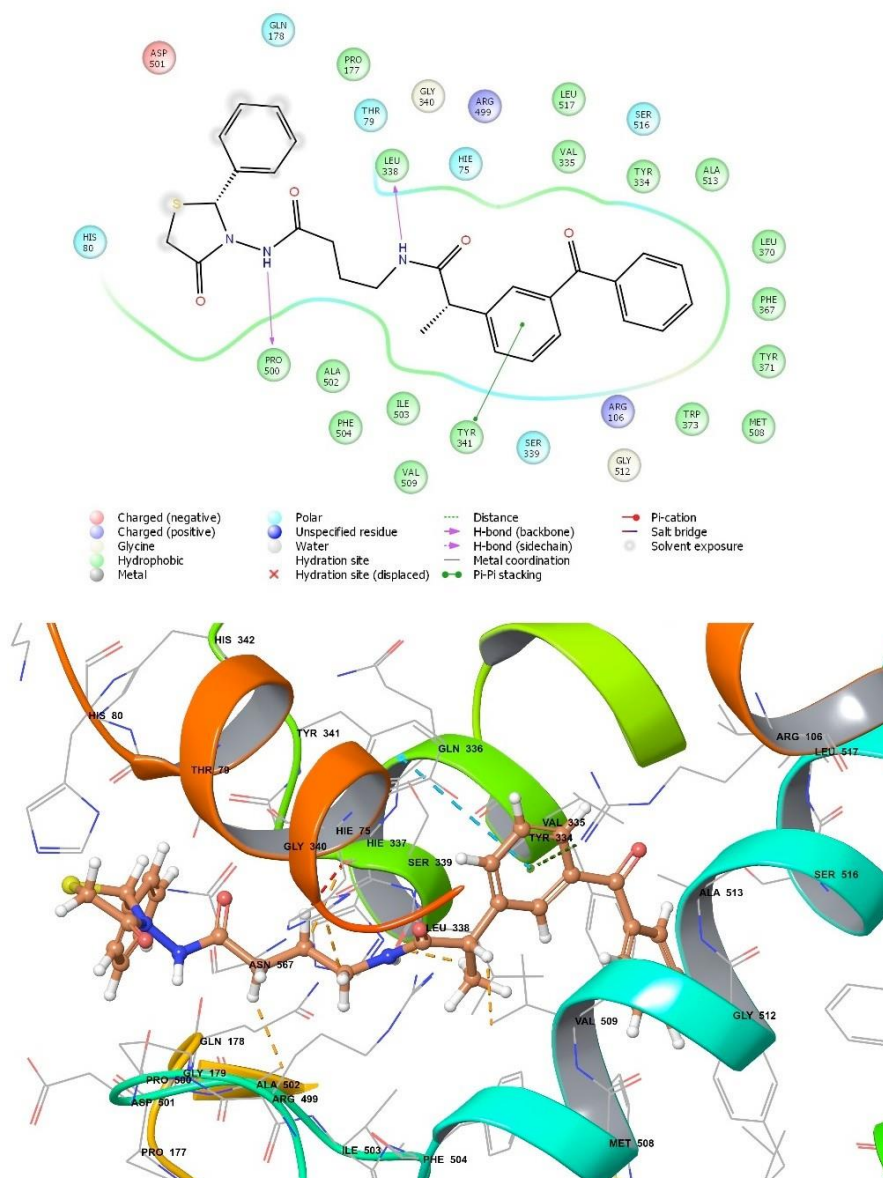 GLN
178
ASP
501
PRO
177
GLY
340
ARG
499
LEU
517
THR
79
SER
516
LEU
338
HIE
75
VAL
335
TYR
334
ALA
513
S
O
O
O
H
N
N
NH
HIS
80
LEU
370
O
PHE
367
PRO
500
ALA
502
TYR
371
ILE
503
ARG
106
TRP
373
PHE
504
TYR
341
SER
339
MET
508
VAL
509
GLY
512
Charged (negative) Polar Distance Pi-cation
Charged (positive) Unspecified residue H-bond (backbone) Salt bridge
Glycine Water H-bond (sidechain) Solvent exposure
Hydrophobic Hydration site Metal coordination
Metal Hydration site (displaced) Pi-Pi stacking
HIS 342
HIS 80
TYR 341
ARG 106
GLN 336
LEU 517
THR 79
VAL 335
HIE 75
TYR 334
HIE 337
GLY 340
SER 339
SER 516
ALA 513
LEU 338
ASN 567
GLY 512
VAL 509
GLN 178
GLY 179
PRO 500
ALA 502
ARG 499
ASP 501
MET 508
PRO 177
ILE 503
PHE 504